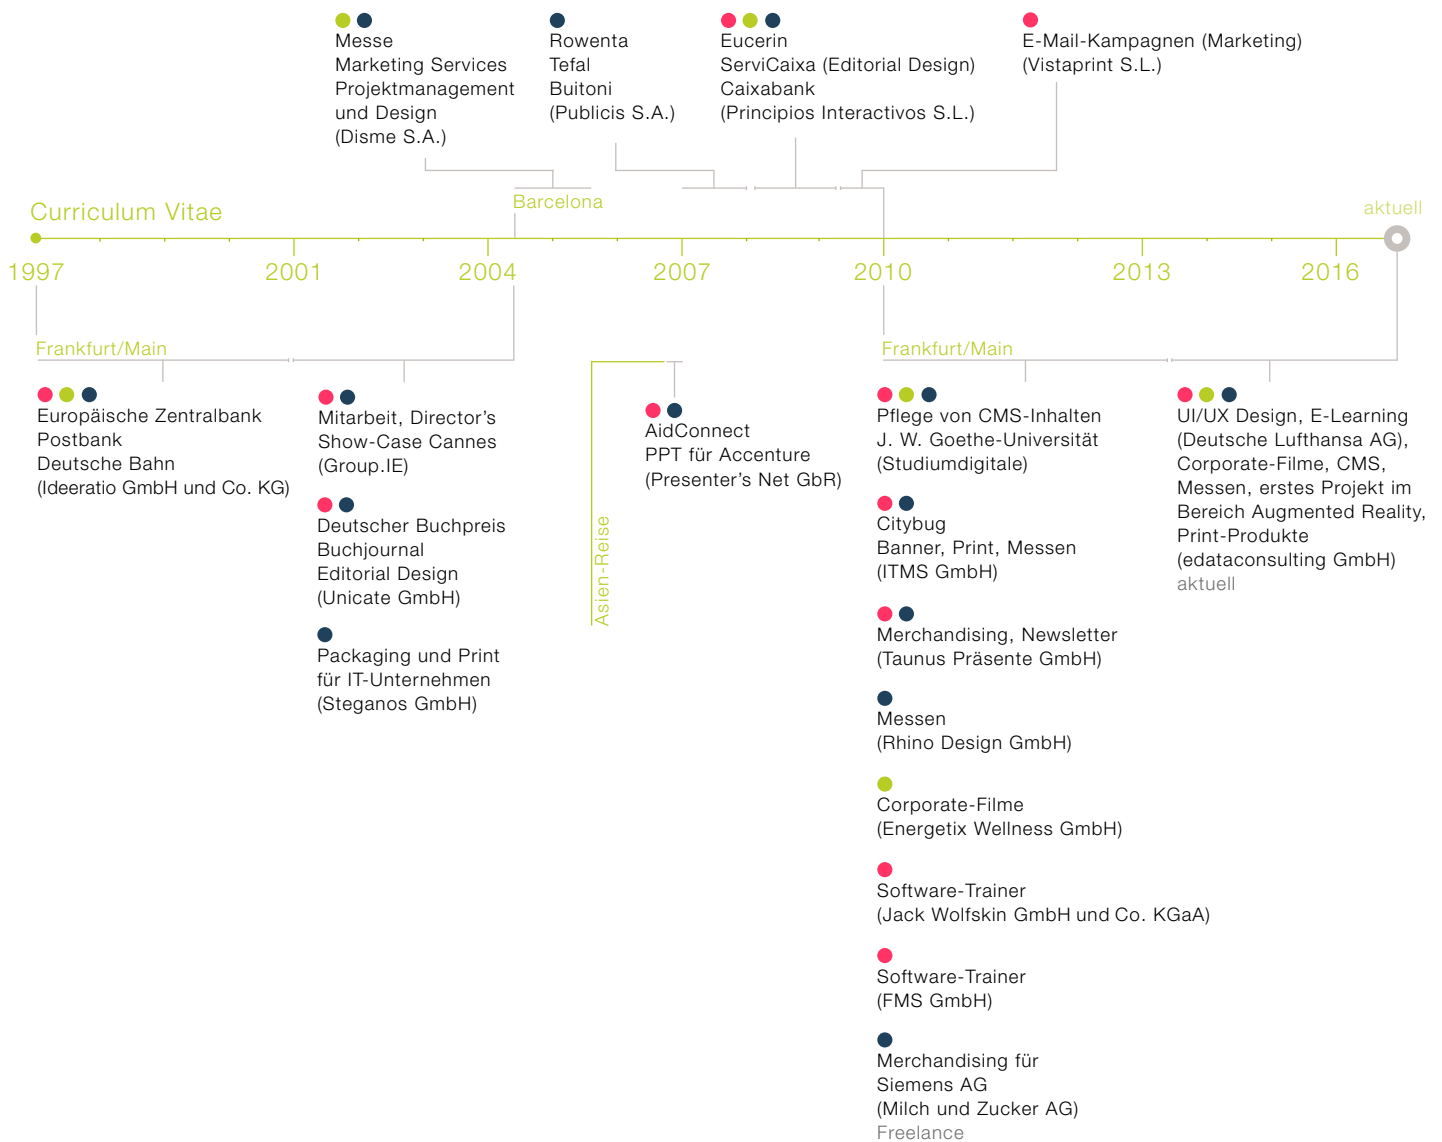 Messe
Marketing Services
Projektmanagement
und Design
(Disme S.A.)
Rowenta
Tefal
Buitoni
(Publicis S.A.)
Eucerin
ServiCaixa (Editorial Design)
Caixabank
(Principios Interactivos S.L.)
E-Mail-Kampagnen (Marketing)
(Vistaprint S.L.)
Barcelona
Curriculum Vitae
aktuell
1997
2001
2004
2007
2010
2013
2016
Frankfurt/Main
Europäische Zentralbank
Postbank
Deutsche Bahn
(Ideeratio GmbH und Co. KG)
Mitarbeit, Director’s
Show-Case Cannes
(Group.IE)
Deutscher Buchpreis
Buchjournal
Editorial Design
(Unicate GmbH)
Packaging und Print
für IT-Unternehmen
(Steganos GmbH)
Asien-Reise
AidConnect
PPT für Accenture
(Presenter’s Net GbR)
Frankfurt/Main
Pflege von CMS-Inhalten
J. W. Goethe-Universität
(Studiumdigitale)
Citybug
Banner, Print, Messen
(ITMS GmbH)
Merchandising, Newsletter
(Taunus Präsente GmbH)
Messen
(Rhino Design GmbH)
Corporate-Filme
(Energetix Wellness GmbH)
Software-Trainer
(Jack Wolfskin GmbH und Co. KGaA)
Software-Trainer
(FMS GmbH)
Merchandising für
Siemens AG
(Milch und Zucker AG)
Freelance
UI/UX Design, E-Learning
(Deutsche Lufthansa AG),
Corporate-Filme, CMS,
Messen, erstes Projekt im
Bereich Augmented Reality,
Print-Produkte
(edataconsulting GmbH)
aktuell